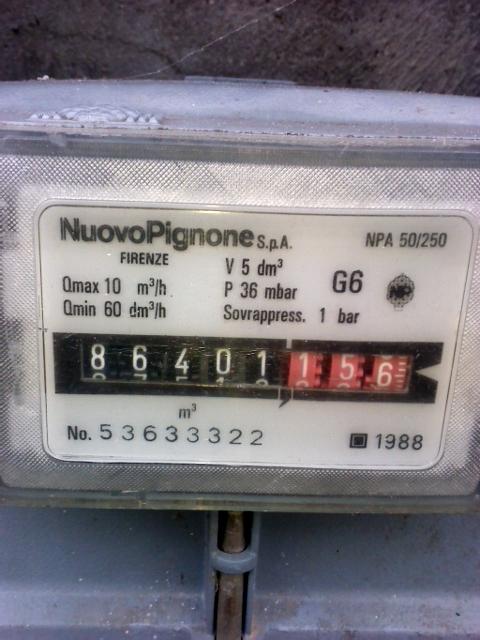 NuovoPignone S.p.A.
FIRENZE
NPA 50/250
Qmax 10 m³/h
Qmin 60 dm³/h
V 5 dm³
P 36 mbar
Sovrappress. 1 bar
G6
8 6 4 0 1 1 5 6
m³
No. 53633322
1988